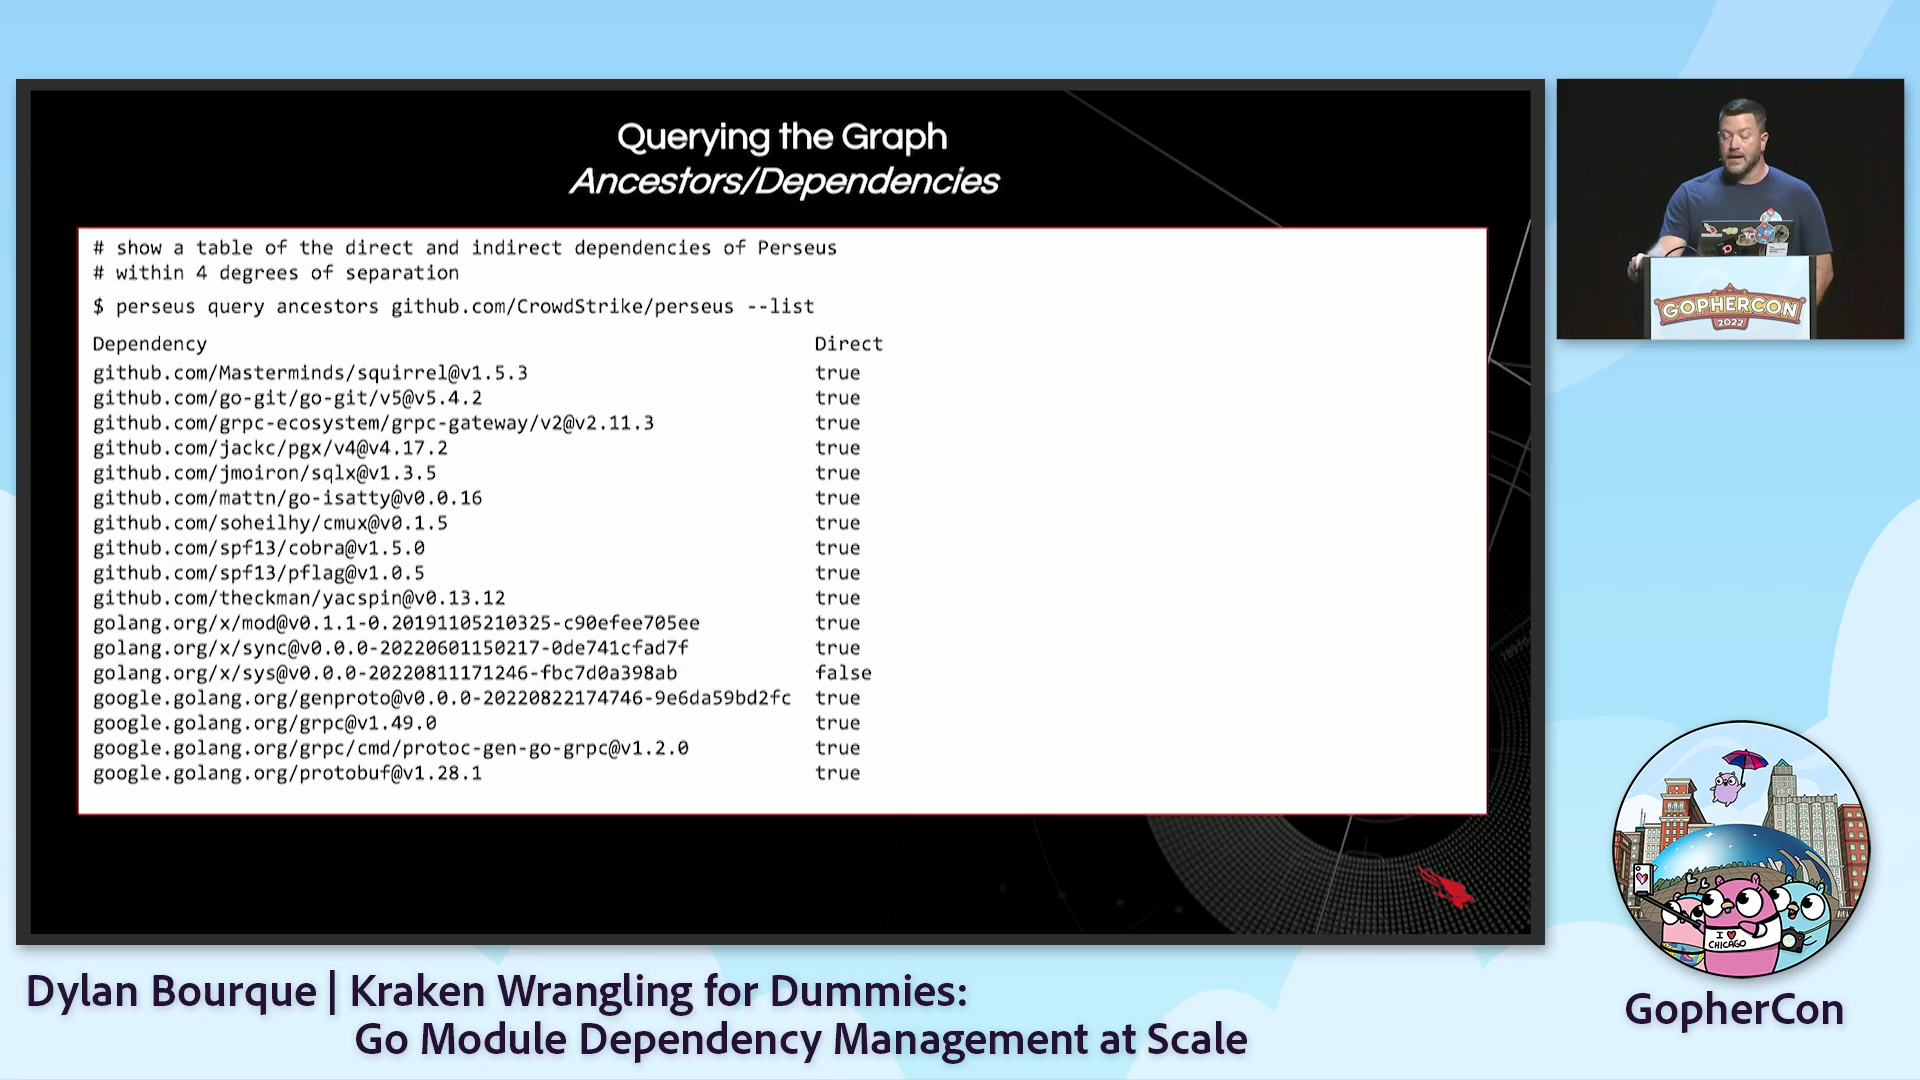 Querying the Graph
Ancestors/Dependencies
# show a table of the direct and indirect dependencies of Perseus
# within 4 degrees of separation
$ perseus query ancestors github.com/CrowdStrike/perseus --list
Dependency Direct
github.com/Masterminds/squirrel@v1.5.3 true
github.com/go-git/go-git/v5@v5.4.2 true
github.com/grpc-ecosystem/grpc-gateway/v2@v2.11.3 true
github.com/jackc/pgx/v4@v4.17.2 true
github.com/jmoiron/sqlx@v1.3.5 true
github.com/mattn/go-isatty@v0.0.16 true
github.com/soheilhy/cmux@v0.1.5 true
github.com/spf13/cobra@v1.5.0 true
github.com/spf13/pflag@v1.0.5 true
github.com/theckman/yacspin@v0.13.12 true
golang.org/x/mod@v0.1.1-0.20191105210325-c90efee705ee true
golang.org/x/sync@v0.0.0-20220601150217-0de741cfad7f true
golang.org/x/sys@v0.0.0-20220811171246-fbc7d0a398ab false
google.golang.org/genproto@v0.0.0-20220822174746-9e6da59bd2fc true
google.golang.org/grpc@v1.49.0 true
google.golang.org/grpc/cmd/protoc-gen-go-grpc@v1.2.0 true
google.golang.org/protobuf@v1.28.1 true
GOPHERCON
2022
I
CHICAGO
GopherCon
Dylan Bourque | Kraken Wrangling for Dummies:
Go Module Dependency Management at Scale